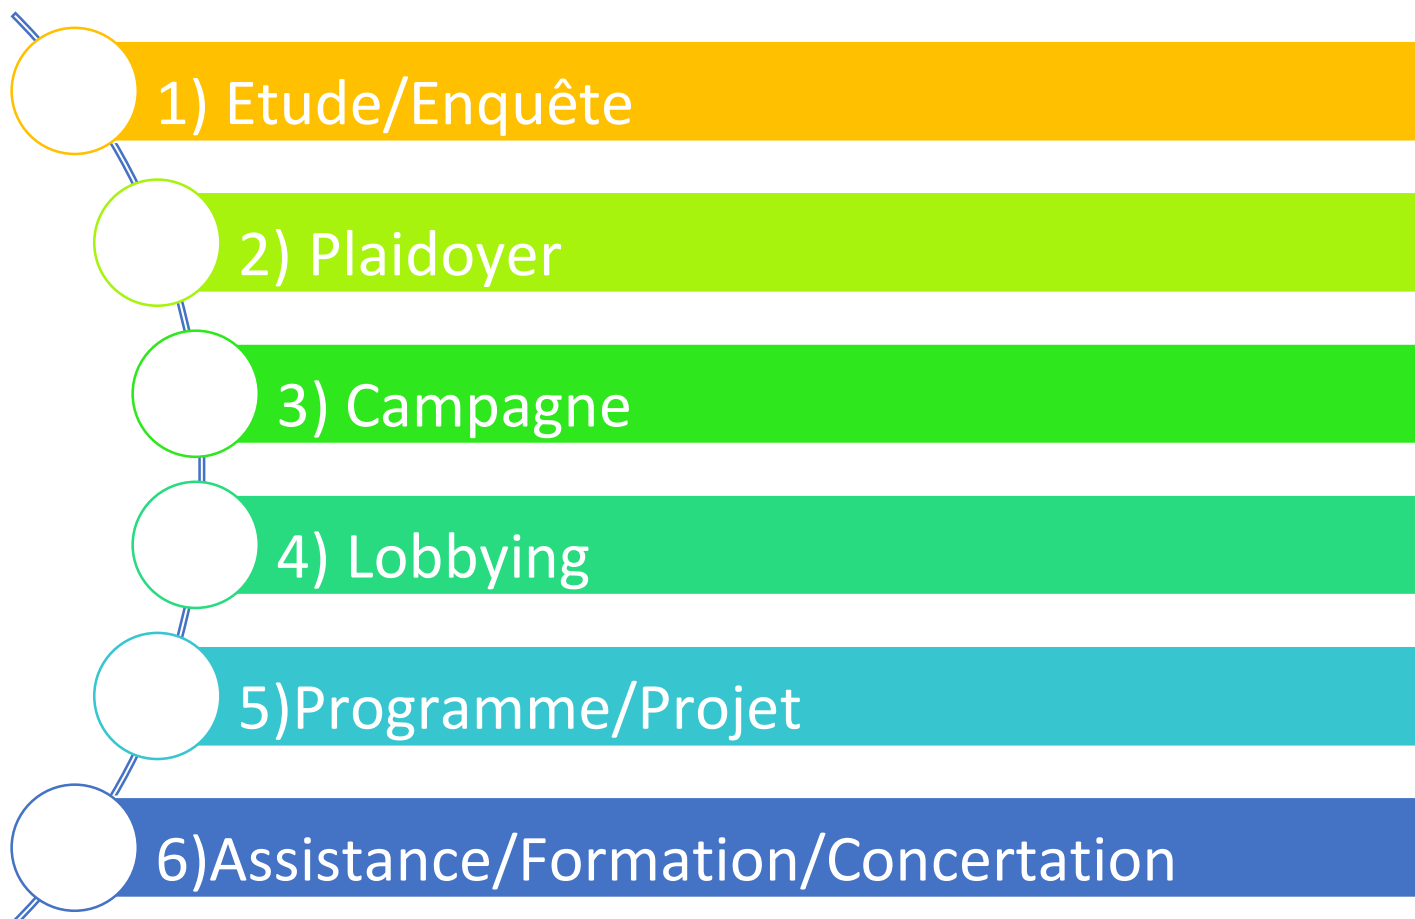 1) Etude/Enquête
2) Plaidoyer
3) Campagne
4) Lobbying
5)Programme/Projet
6)Assistance/Formation/Concertation